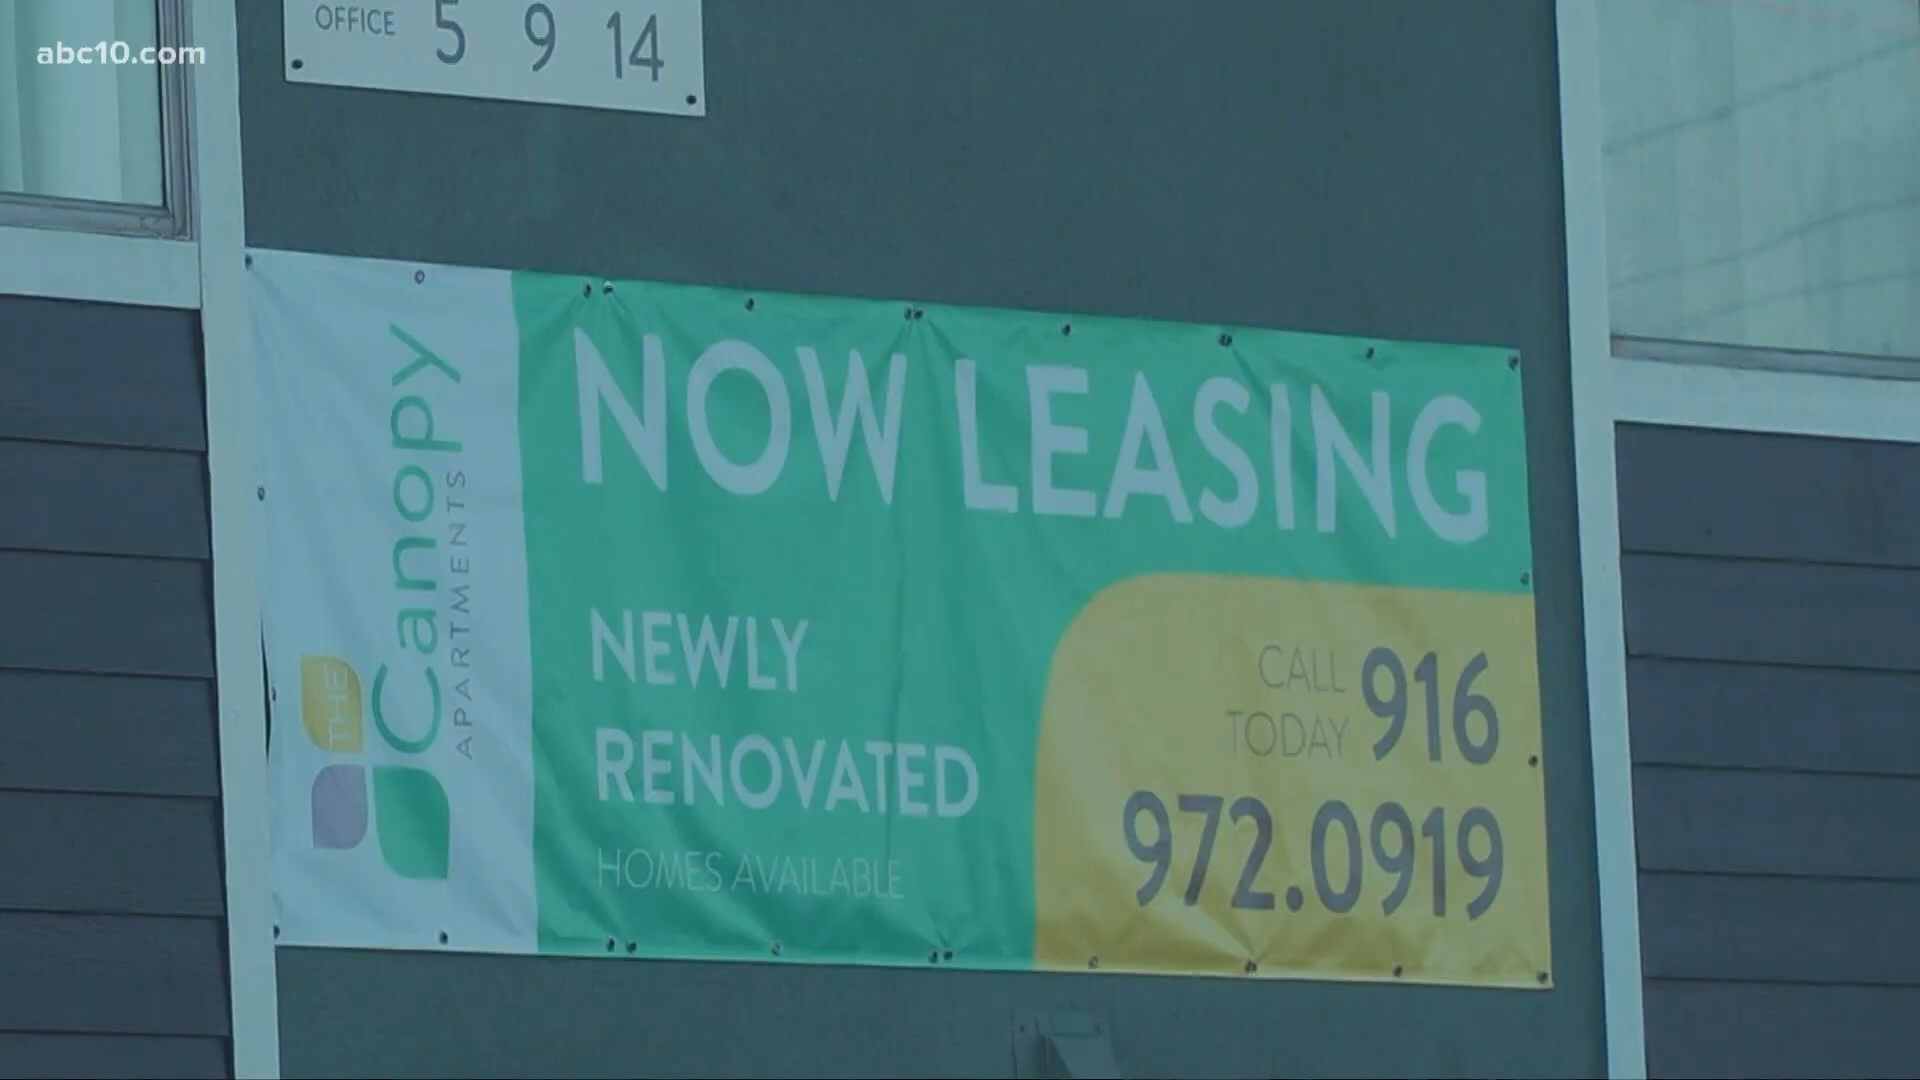 abc10.com
OFFICE 5 9 14
THE
Canopy
APARTMENTS
NOW LEASING
NEWLY
RENOVATED
HOMES AVAILABLE
CALL
TODAY 916
972.0919